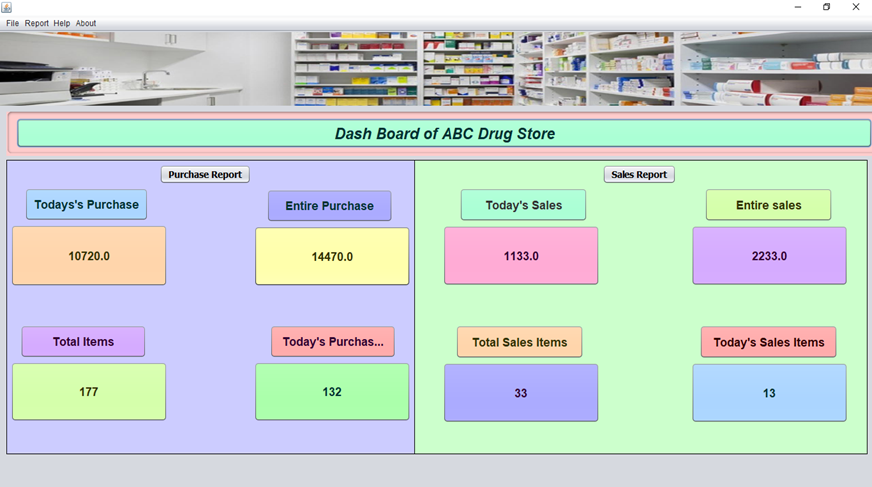 File Report Help About
Dash Board of ABC Drug Store
Purchase Report
Todays's Purchase
Entire Purchase
10720.0
14470.0
Total Items
Today's Purchas...
177
132
Sales Report
Today's Sales
Entire sales
1133.0
2233.0
Total Sales Items
Today's Sales Items
33
13